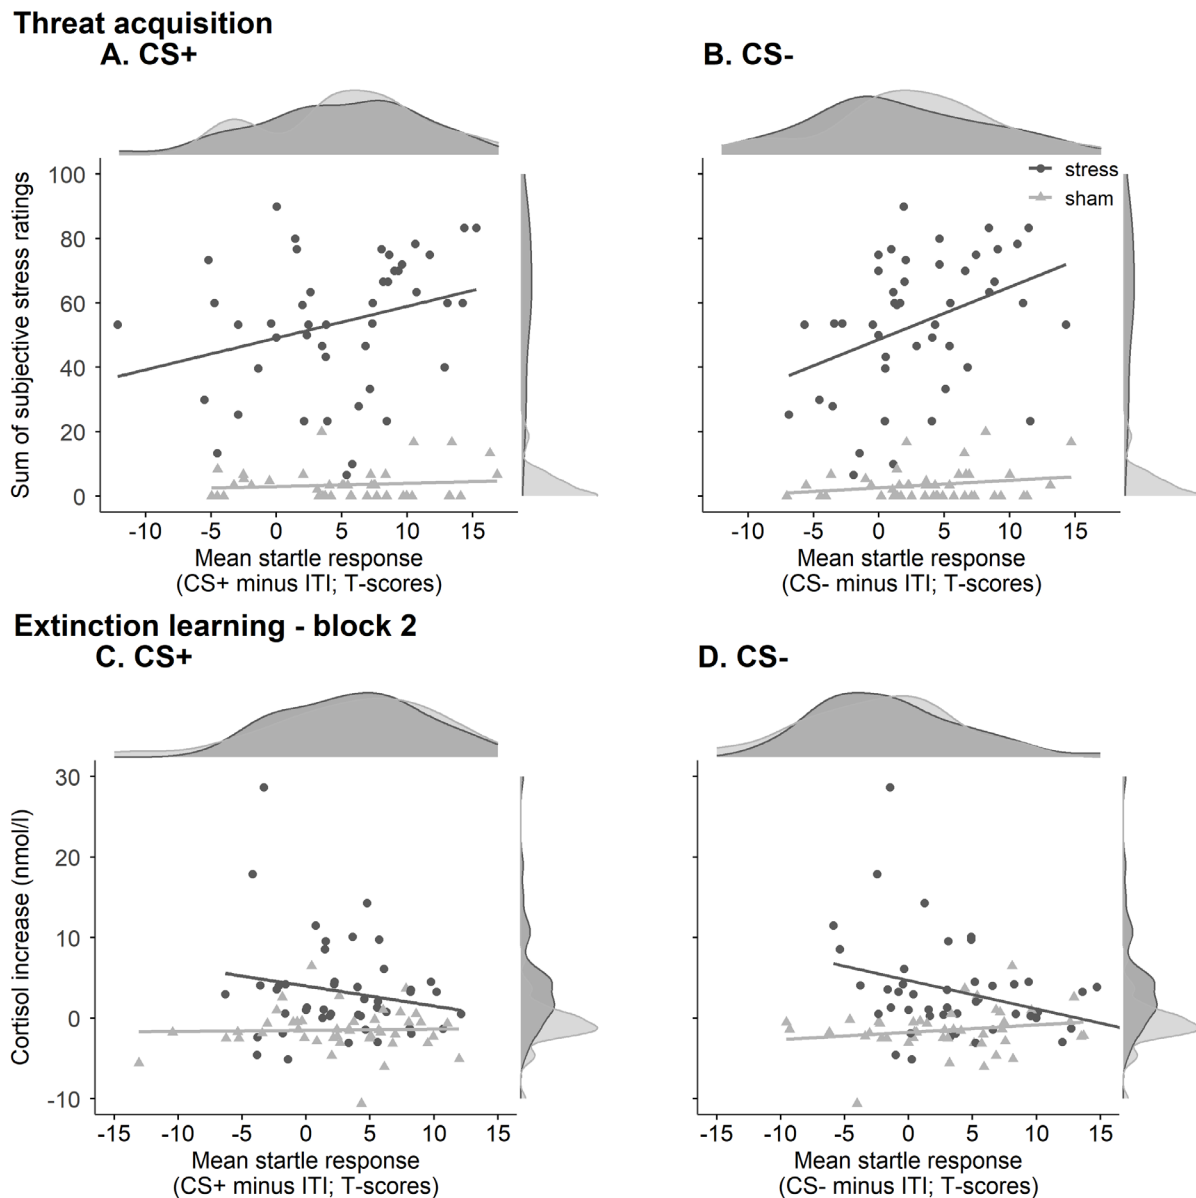 Threat acquisition
A. CS+
B. CS-
Sum of subjective stress ratings
100
80
60
40
20
0
-10
-5
0
5
10
15
Mean startle response
(CS+ minus ITI; T-scores)
stress
sham
-10
-5
0
5
10
15
Mean startle response
(CS- minus ITI; T-scores)
Extinction learning - block 2
C. CS+
D. CS-
Cortisol increase (nmol/l)
30
20
10
0
-10
-15
-10
-5
0
5
10
15
Mean startle response
(CS+ minus ITI; T-scores)
-15
-10
-5
0
5
10
15
Mean startle response
(CS- minus ITI; T-scores)